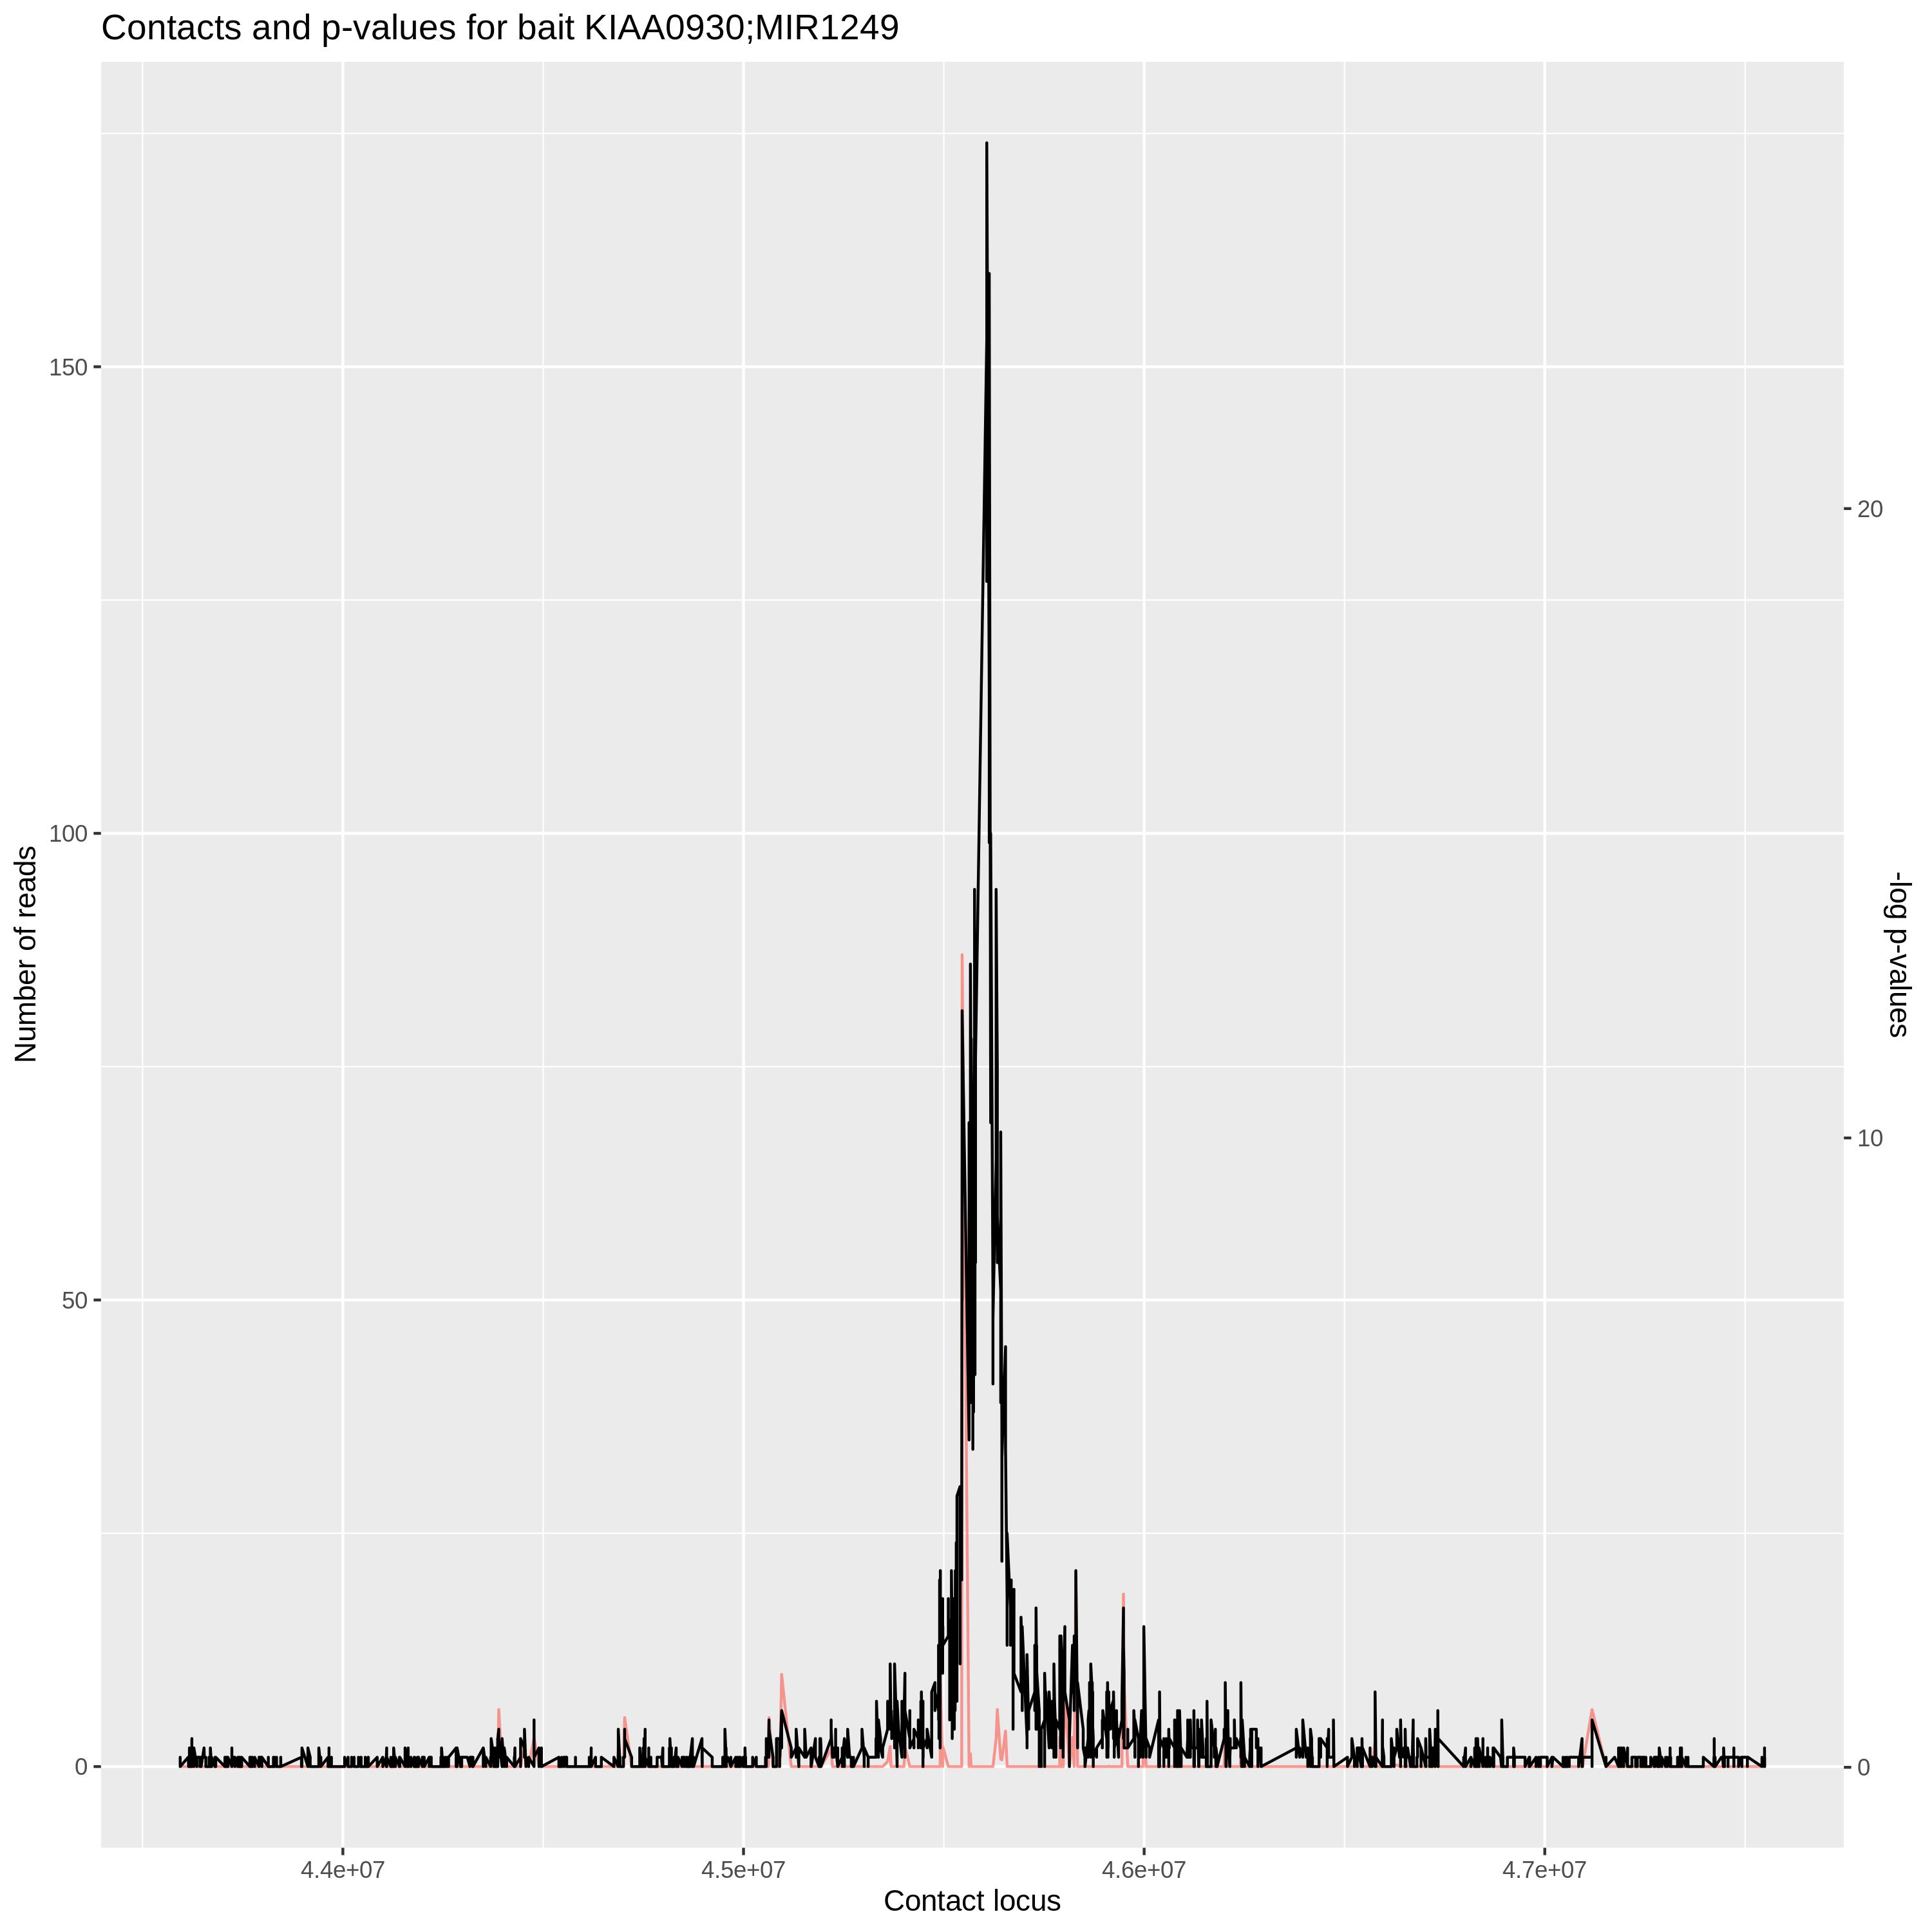 Contacts and p-values for bait KIAA0930;MIR1249
Number of reads
150
100
50
0
20
10
0
-log p-values
4.4e+07
4.5e+07
4.6e+07
4.7e+07
Contact locus